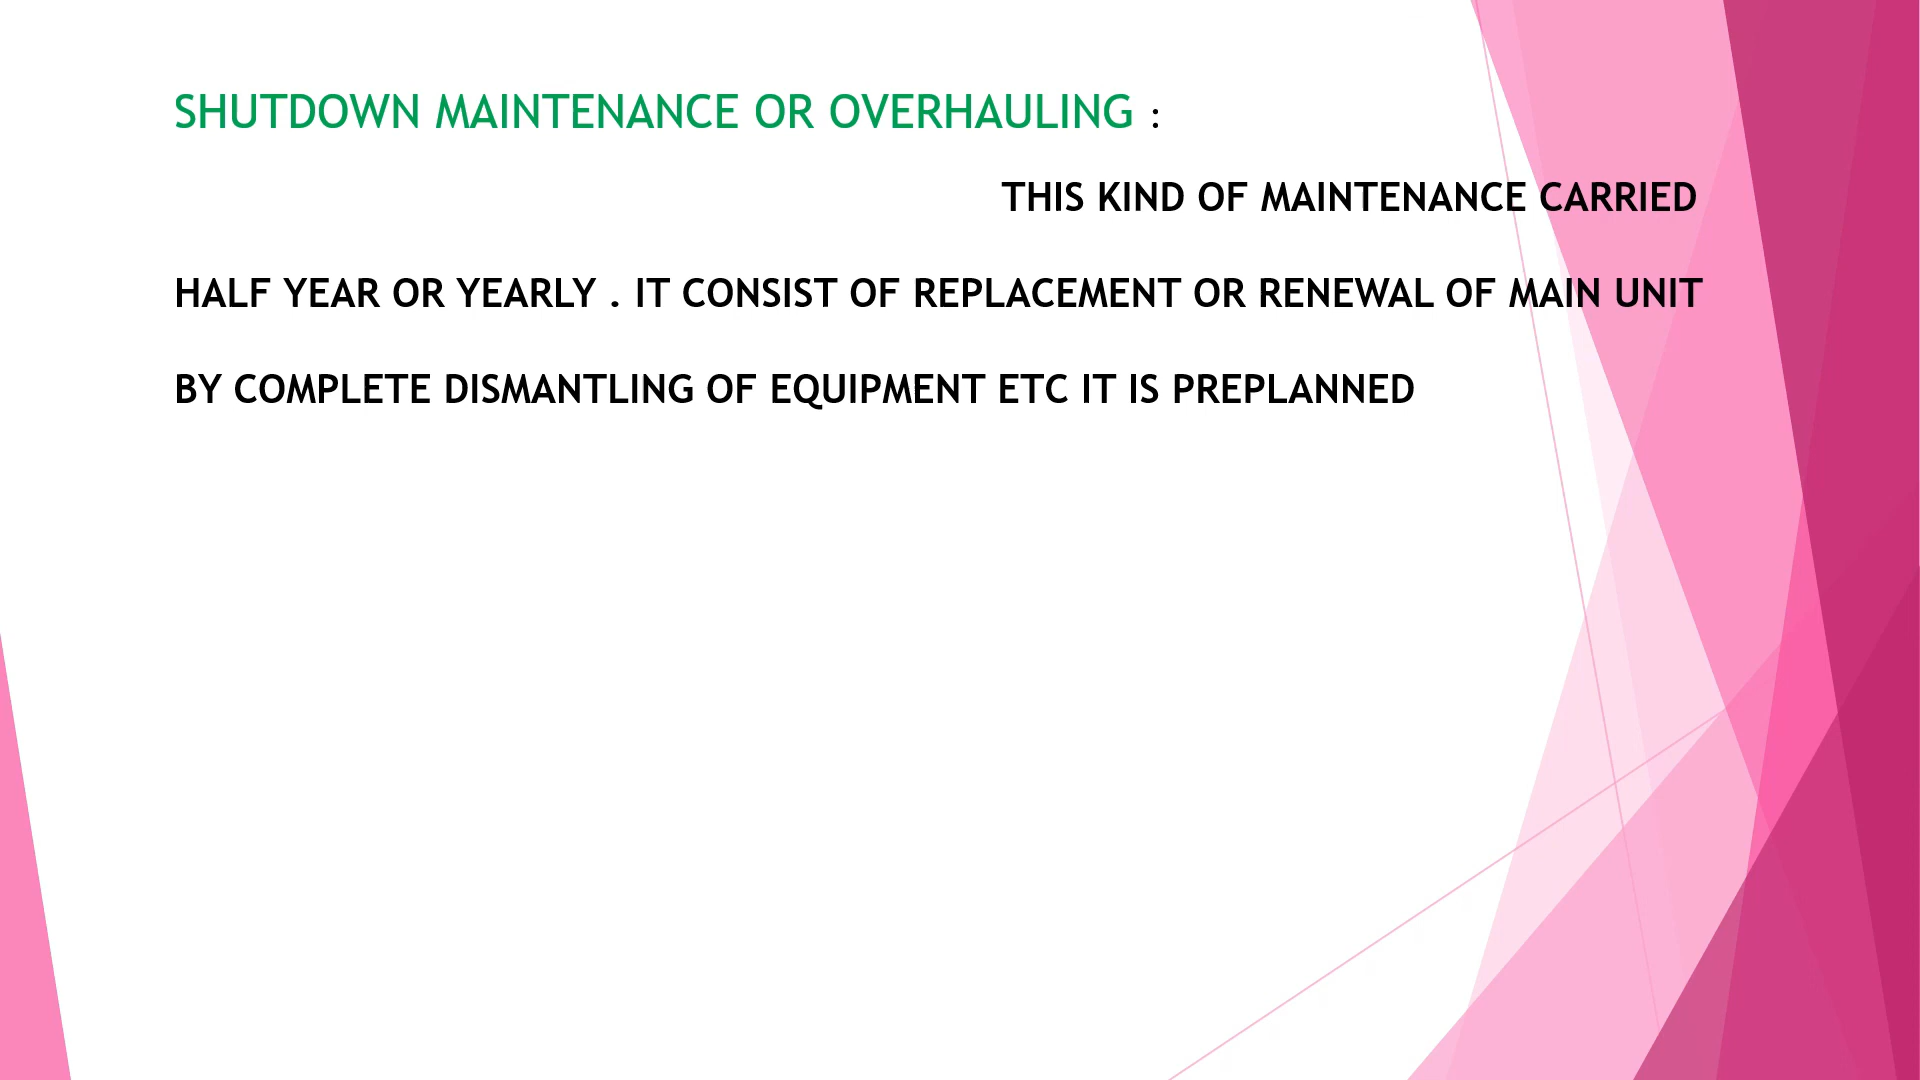 SHUTDOWN MAINTENANCE OR OVERHAULING :
THIS KIND OF MAINTENANCE CARRIED
HALF YEAR OR YEARLY . IT CONSIST OF REPLACEMENT OR RENEWAL OF MAIN UNIT
BY COMPLETE DISMANTLING OF EQUIPMENT ETC IT IS PREPLANNED